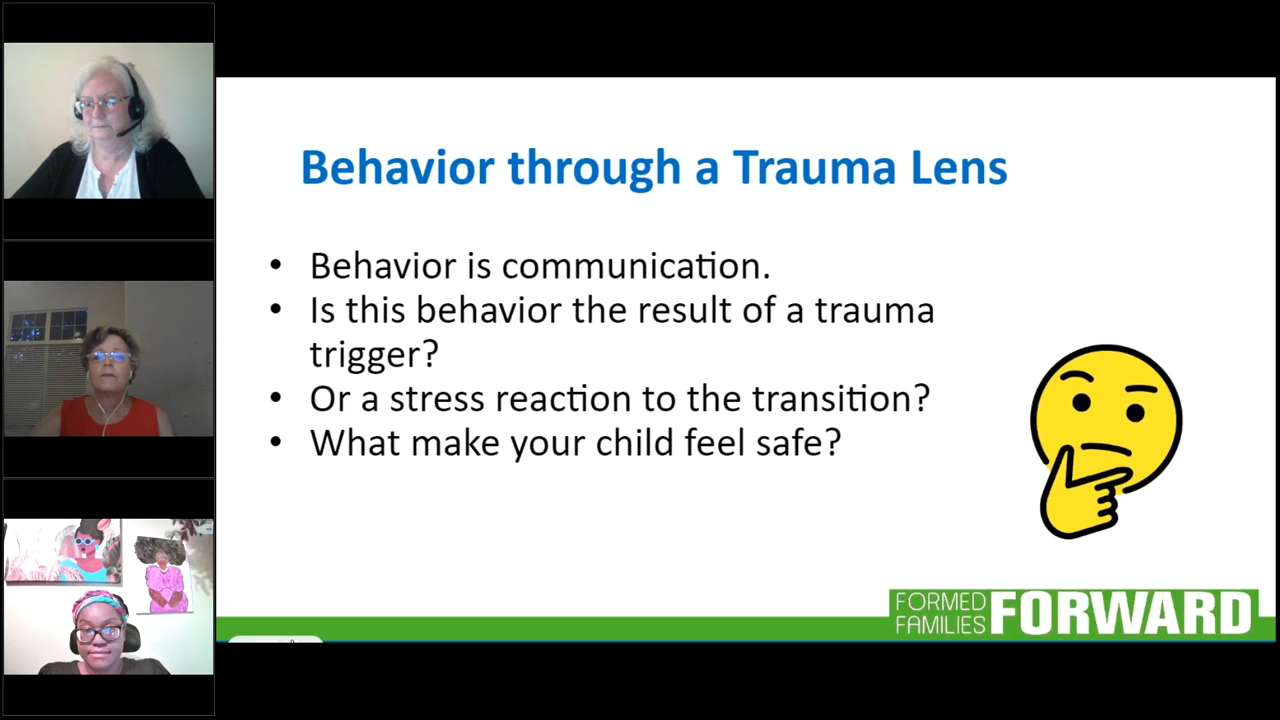 Behavior through a Trauma Lens
• Behavior is communication.
• Is this behavior the result of a trauma
trigger?
• Or a stress reaction to the transition?
• What make your child feel safe?
FORMED
FAMILIES
FORWARD